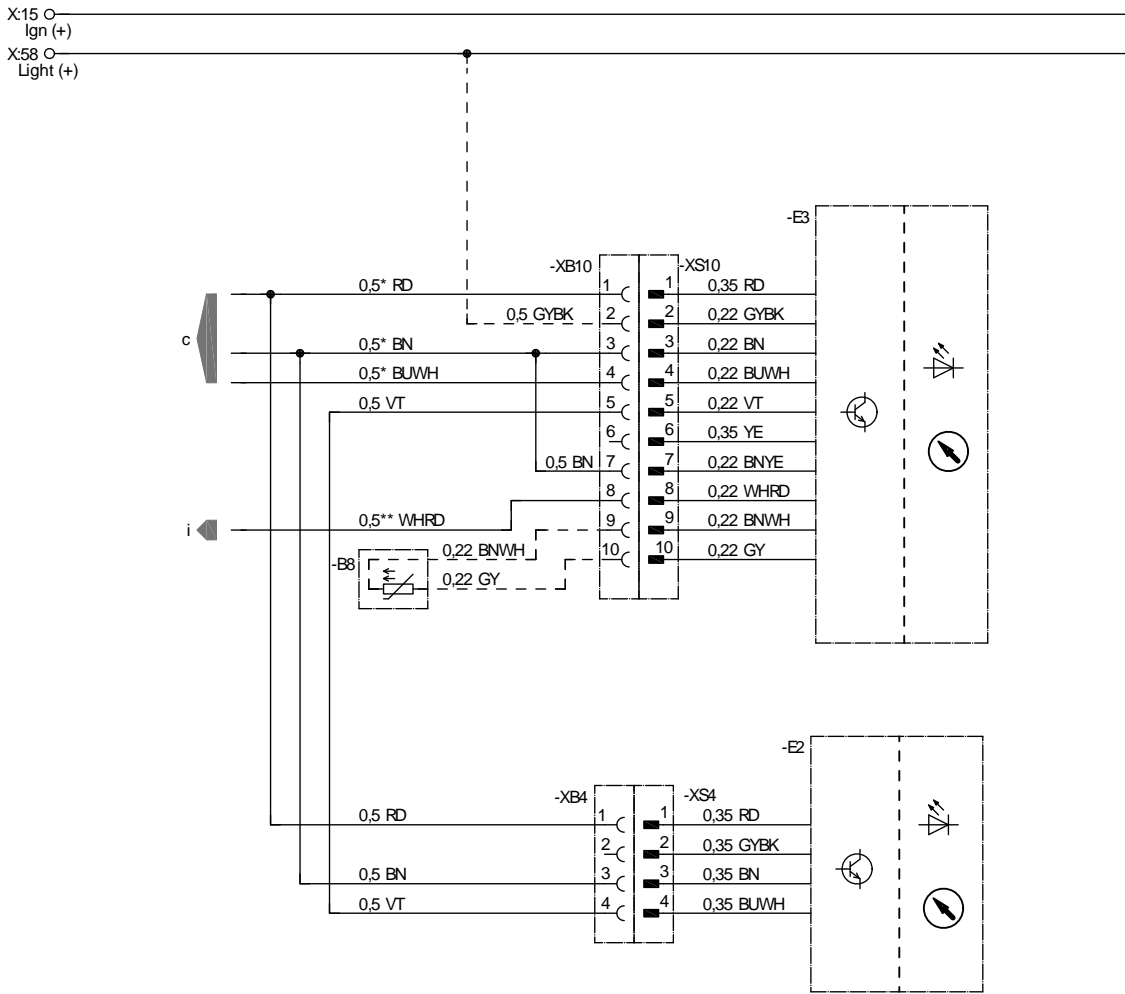 X:15
Ign (+)
X:58
Light (+)
-E3
-XB10
-XS10
0,5* RD
1
1
0,35 RD
0,5 GYBK
2
2
0,22 GYBK
c
0,5* BN
3
3
0,22 BN
0,5* BUWH
4
4
0,22 BUWH
0,5 VT
5
5
0,22 VT
6
6
0,35 YE
0,5 BN
7
7
0,22 BNYE
8
8
0,22 WHRD
i
0,5** WHRD
9
9
0,22 BNWH
-B8
0,22 BNWH
10
10
0,22 GY
0,22 GY
-E2
-XB4
-XS4
0,5 RD
1
1
0,35 RD
2
2
0,35 GYBK
0,5 BN
3
3
0,35 BN
0,5 VT
4
4
0,35 BUWH